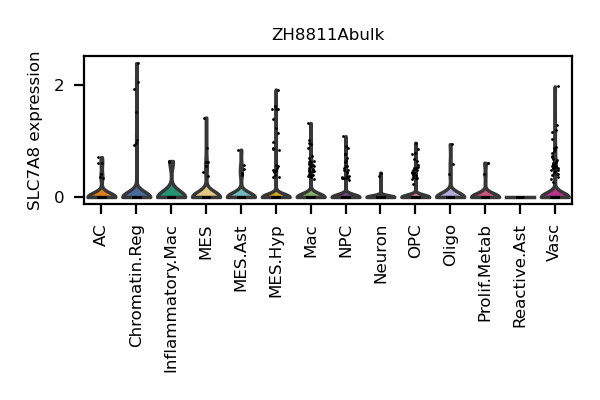 ZH8811Abulk
SLC7A8 expression
2
0
AC
Chromatin.Reg
Inflammatory.Mac
MES
MES.Ast
MES.Hyp
Mac
NPC
Neuron
OPC
Oligo
Prolif.Metab
Reactive.Ast
Vasc